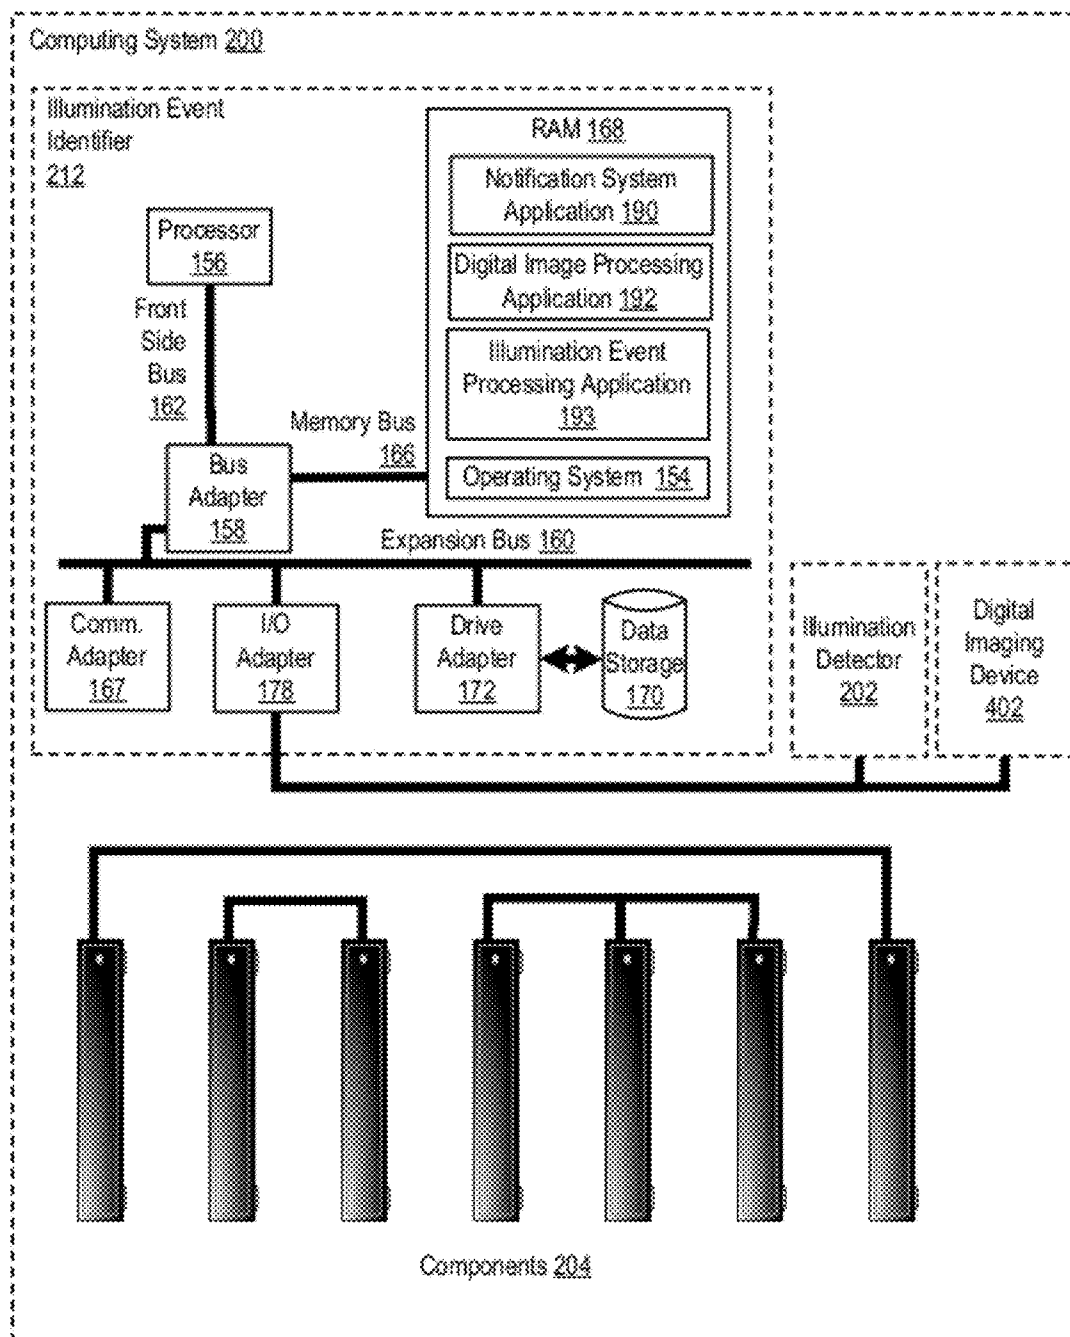 Computing System 200
Illumination Event
Identifier
212
RAM 168
Notification System
Application 190
Digital Image Processing
Application 192
Illumination Event
Processing Application
193
Operating System 154
Processor
156
Front
Side
Bus
162
Memory Bus
166
Bus
Adapter
158
Expansion Bus 160
Comm.
Adapter
167
I/O
Adapter
178
Drive
Adapter
172
Data
Storage
170
Illumination
Detector
202
Digital
Imaging
Device
402
Components 204